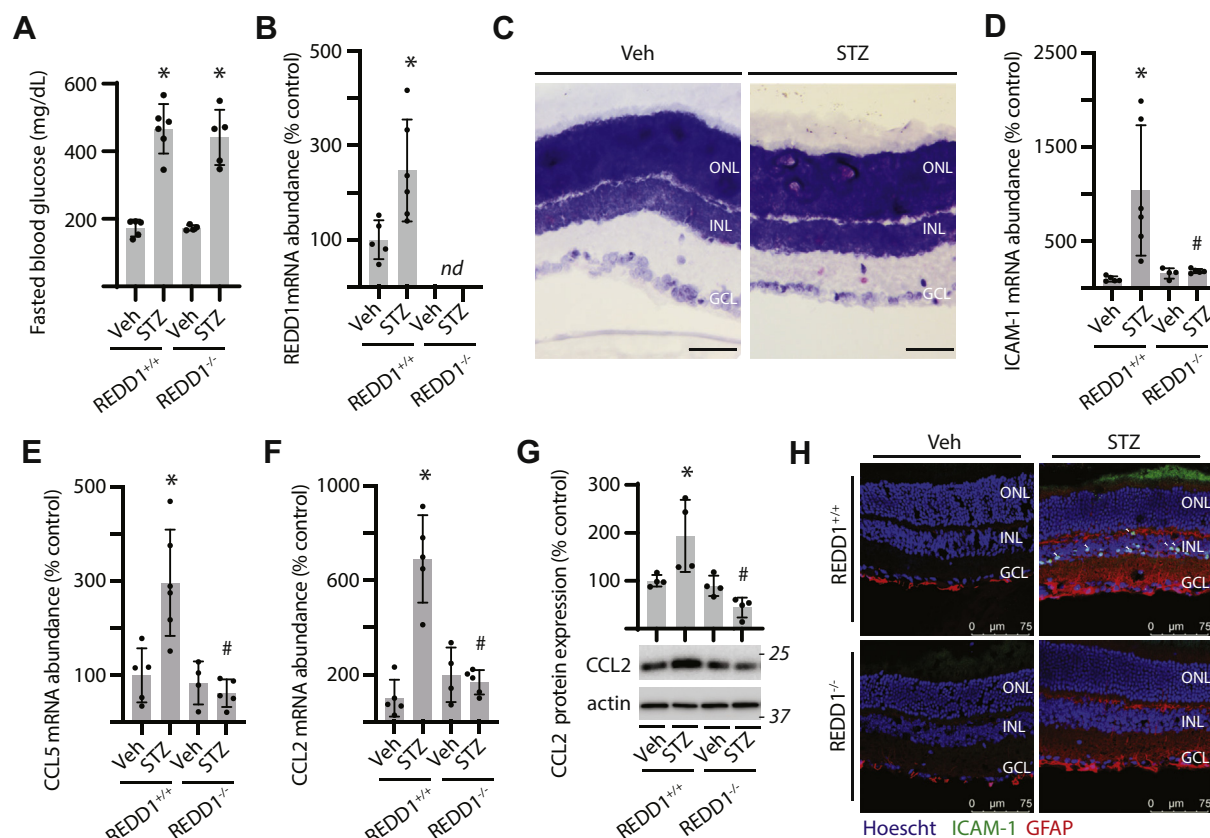 A
Fasted blood glucose (mg/dL)
600
400
200
0
*
*
Veh
STZ
Veh
STZ
REDD1+/+
REDD1-/-
B
REDD1 mRNA abundance (% control)
500
300
100
*
nd
Veh
STZ
Veh
STZ
REDD1+/+
REDD1-/-
C
Veh
STZ
ONL
INL
GCL
ONL
INL
GCL
D
ICAM-1 mRNA abundance (% control)
2500
1500
500
*
#
Veh
STZ
Veh
STZ
REDD1+/+
REDD1-/-
E
CCL5 mRNA abundance (% control)
500
300
100
*
#
Veh
STZ
Veh
STZ
REDD1+/+
REDD1-/-
F
CCL2 mRNA abundance (% control)
1000
600
200
*
#
Veh
STZ
Veh
STZ
REDD1+/+
REDD1-/-
G
CCL2 protein expression (% control)
300
200
100
0
*
#
CCL2
- 25
actin
- 37
Veh
STZ
Veh
STZ
REDD1+/+
REDD1-/-
H
Veh
STZ
REDD1+/+
REDD1-/-
ONL
INL
GCL
0 µm 75
ONL
INL
GCL
0 µm 75
ONL
INL
GCL
0 µm 75
ONL
INL
GCL
0 µm 75
Hoescht ICAM-1 GFAP